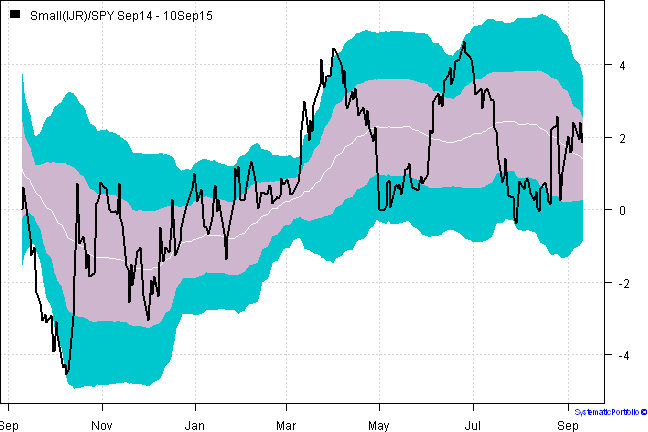 Small(IJR)/SPY Sep14 - 10Sep15
4
2
0
-2
-4
Sep Nov Jan Mar May Jul Sep
SystematicPortfolio ©